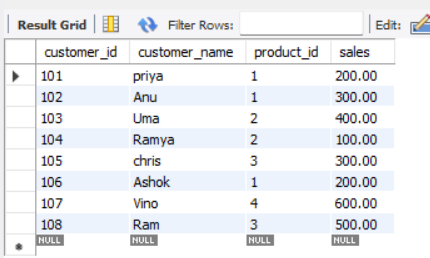 Result Grid Filter Rows: Edit:
customer_id customer_name product_id sales
101 priya 1 200.00
102 Anu 1 300.00
103 Uma 2 400.00
104 Ramya 2 100.00
105 chris 3 300.00
106 Ashok 1 200.00
107 Vino 4 600.00
108 Ram 3 500.00
NULL NULL NULL NULL